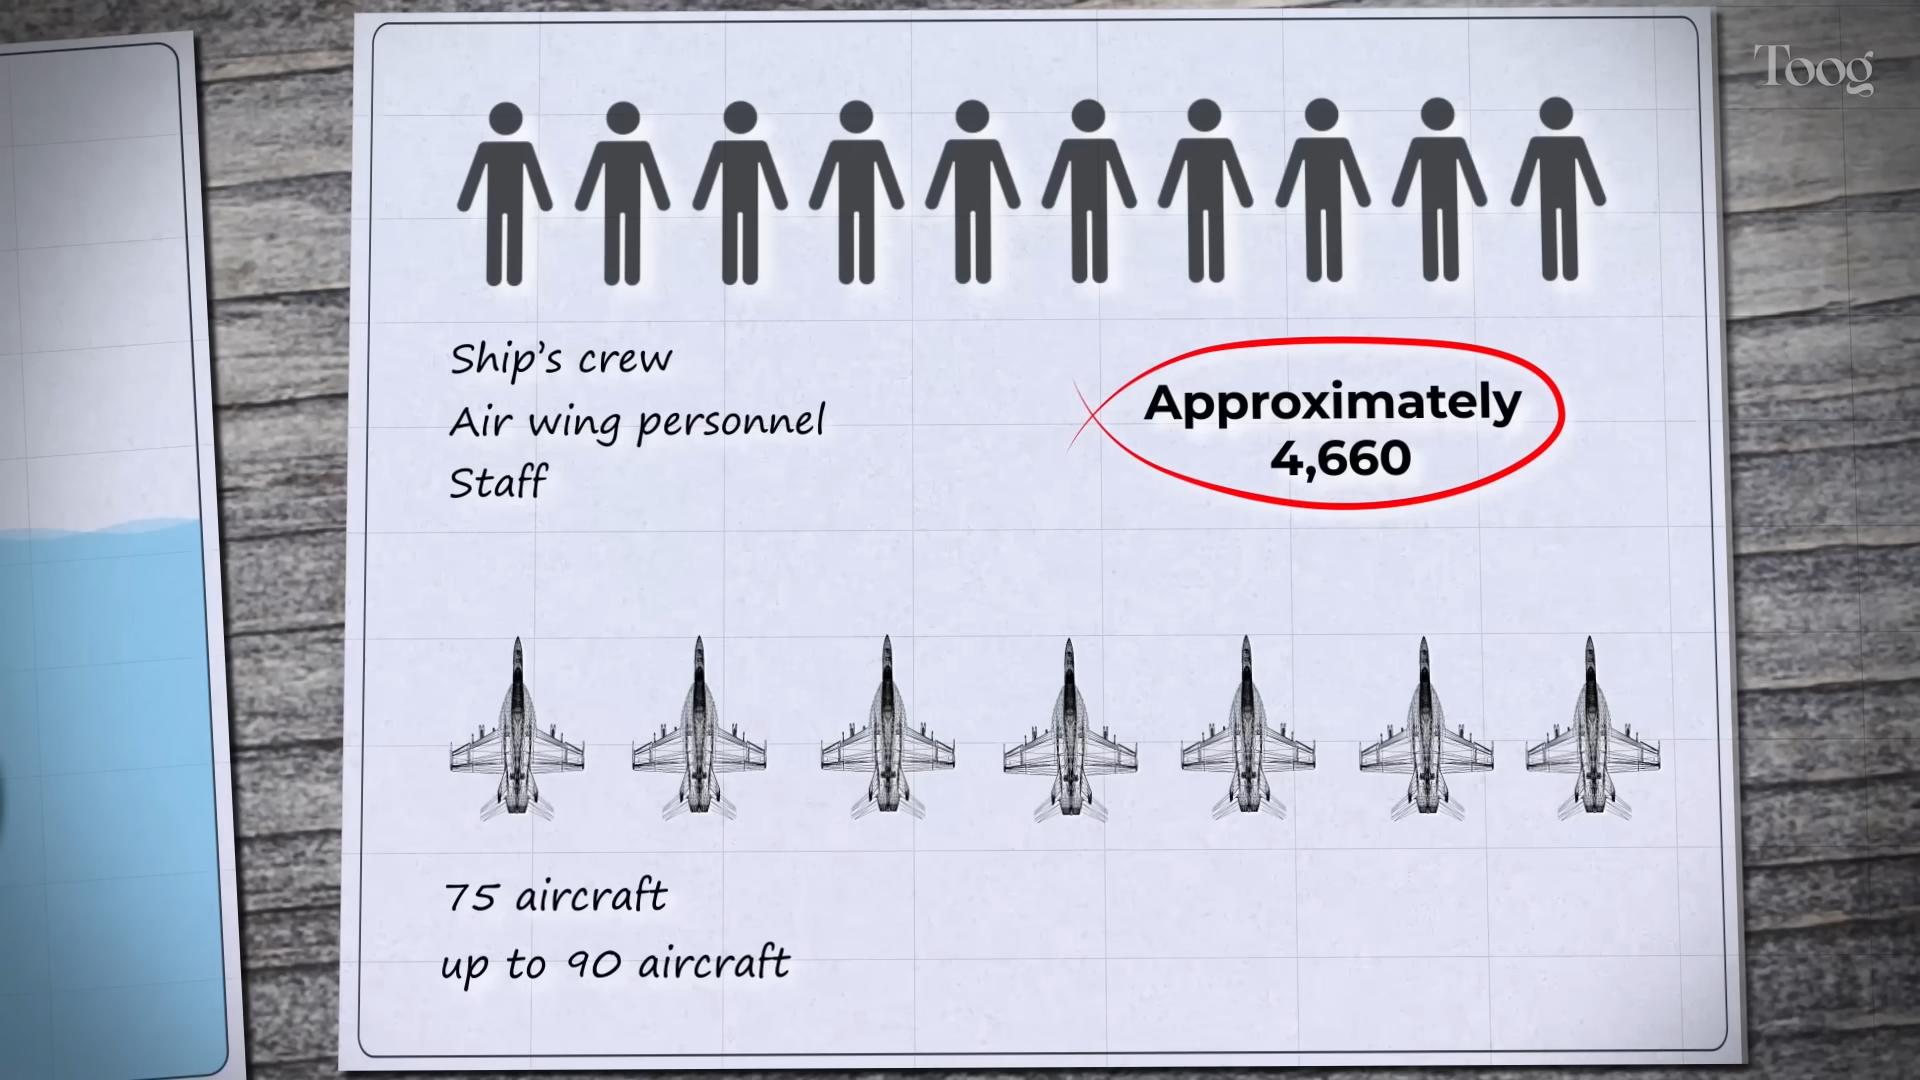 Toog
Ship's crew
Air wing personnel
Staff
Approximately
4,660
75 aircraft
up to 90 aircraft